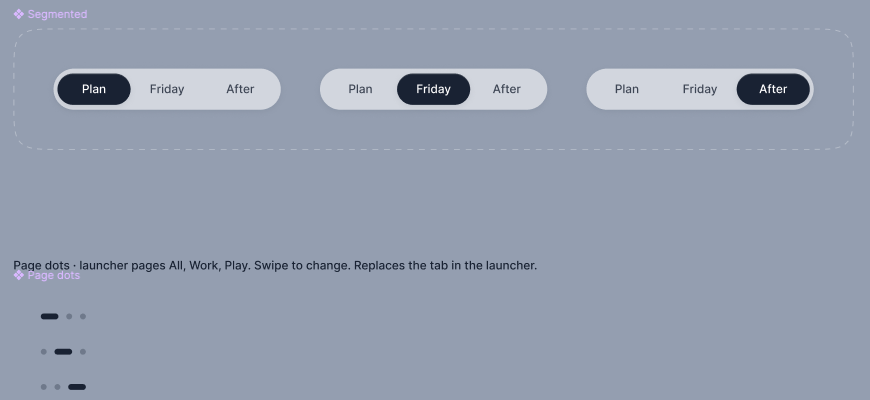 Segmented
Plan Friday After Plan Friday After Plan Friday After
Page dots · launcher pages All, Work, Play. Swipe to change. Replaces the tab in the launcher.
Page dots